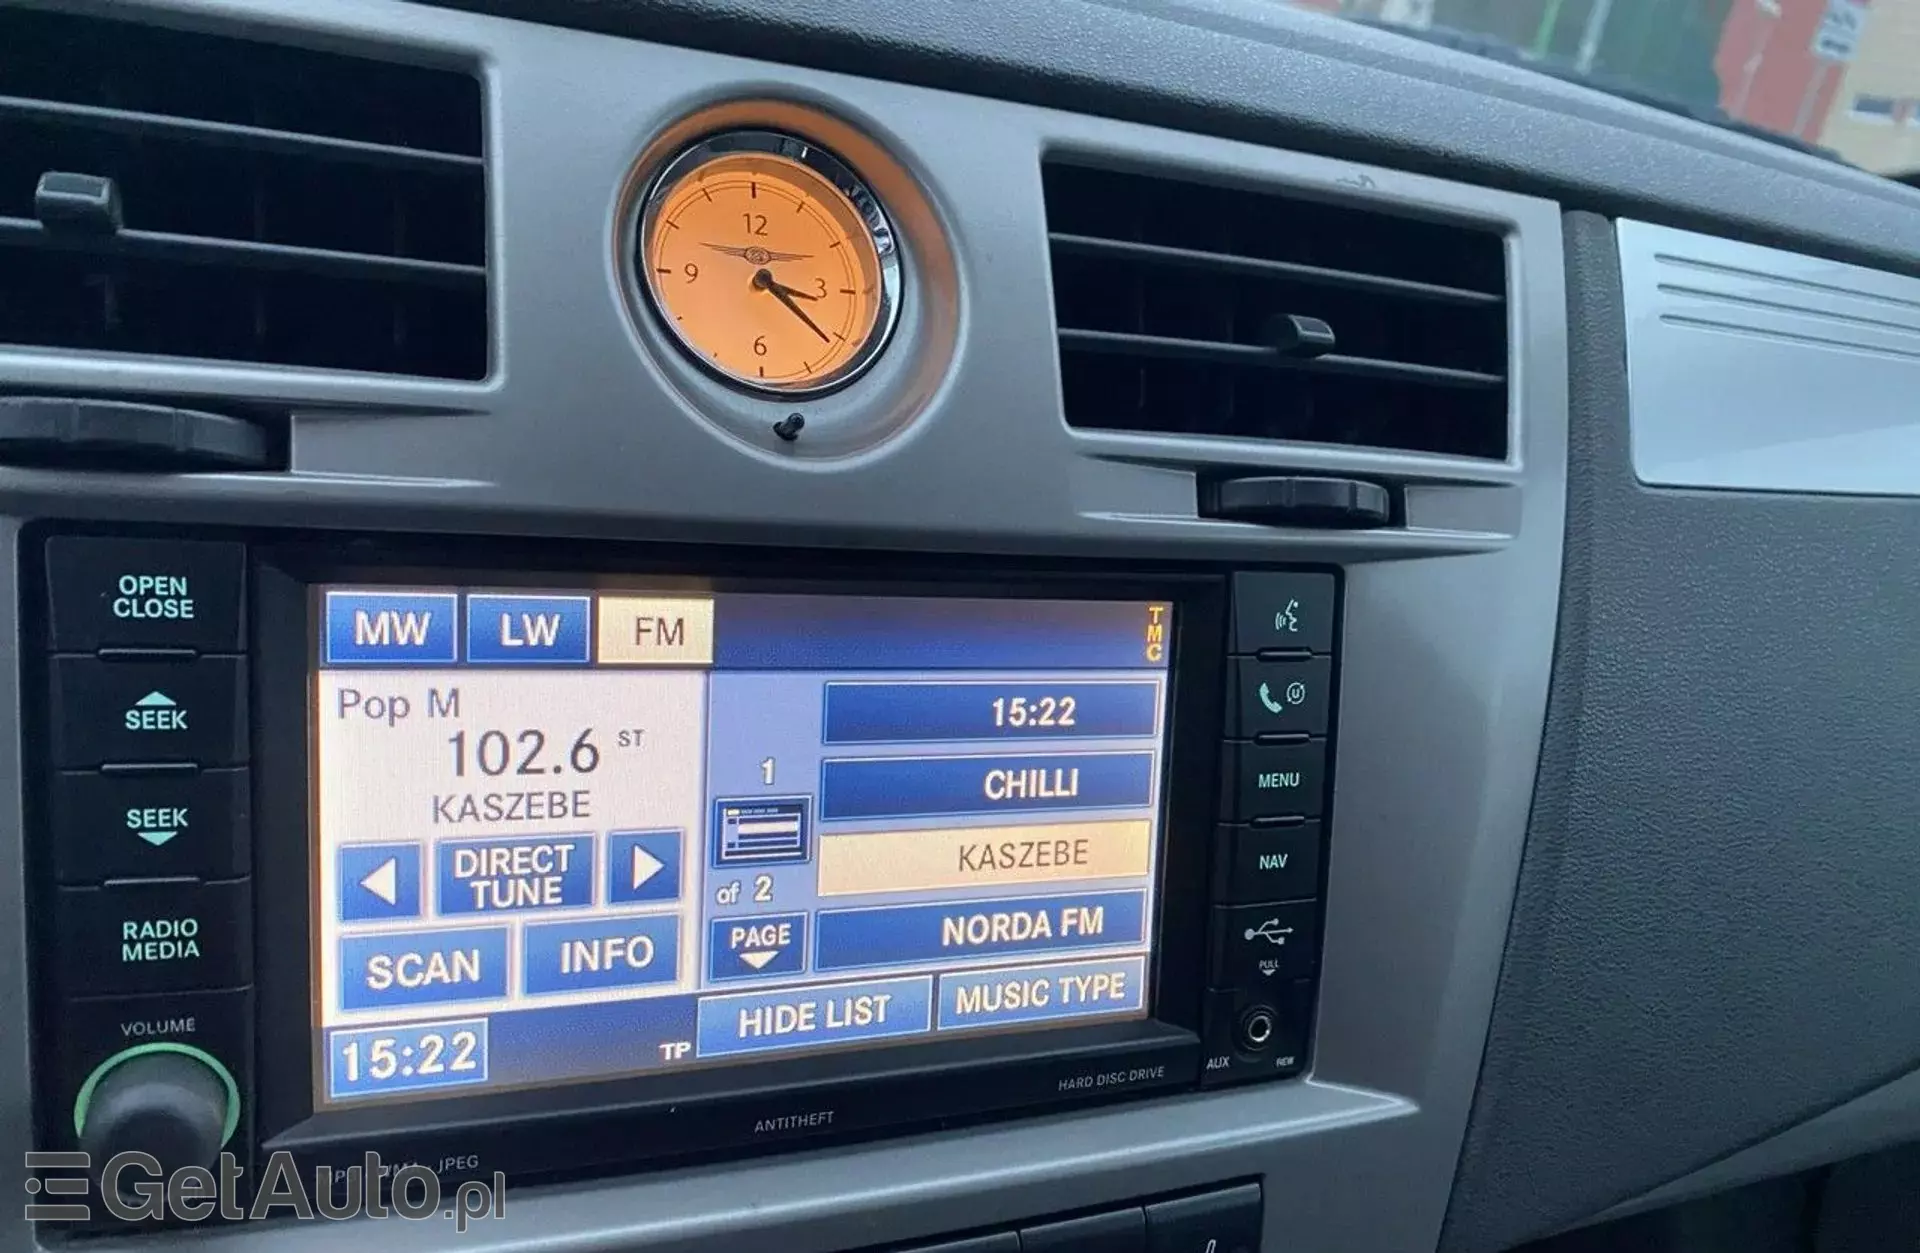 12
9
3
6
OPEN
CLOSE
SEEK
SEEK
RADIO
MEDIA
VOLUME
MW LW FM
TMC
Pop M
102.6 ST
KASZEBE
DIRECT
TUNE
SCAN INFO
15:22
TP
1
of 2
PAGE
15:22
CHILLI
KASZEBE
NORDA FM
HIDE LIST MUSIC TYPE
MENU
NAV
PULL
AUX
HARD DISC DRIVE
ANTITHEFT
JPEG
GetAuto.pl